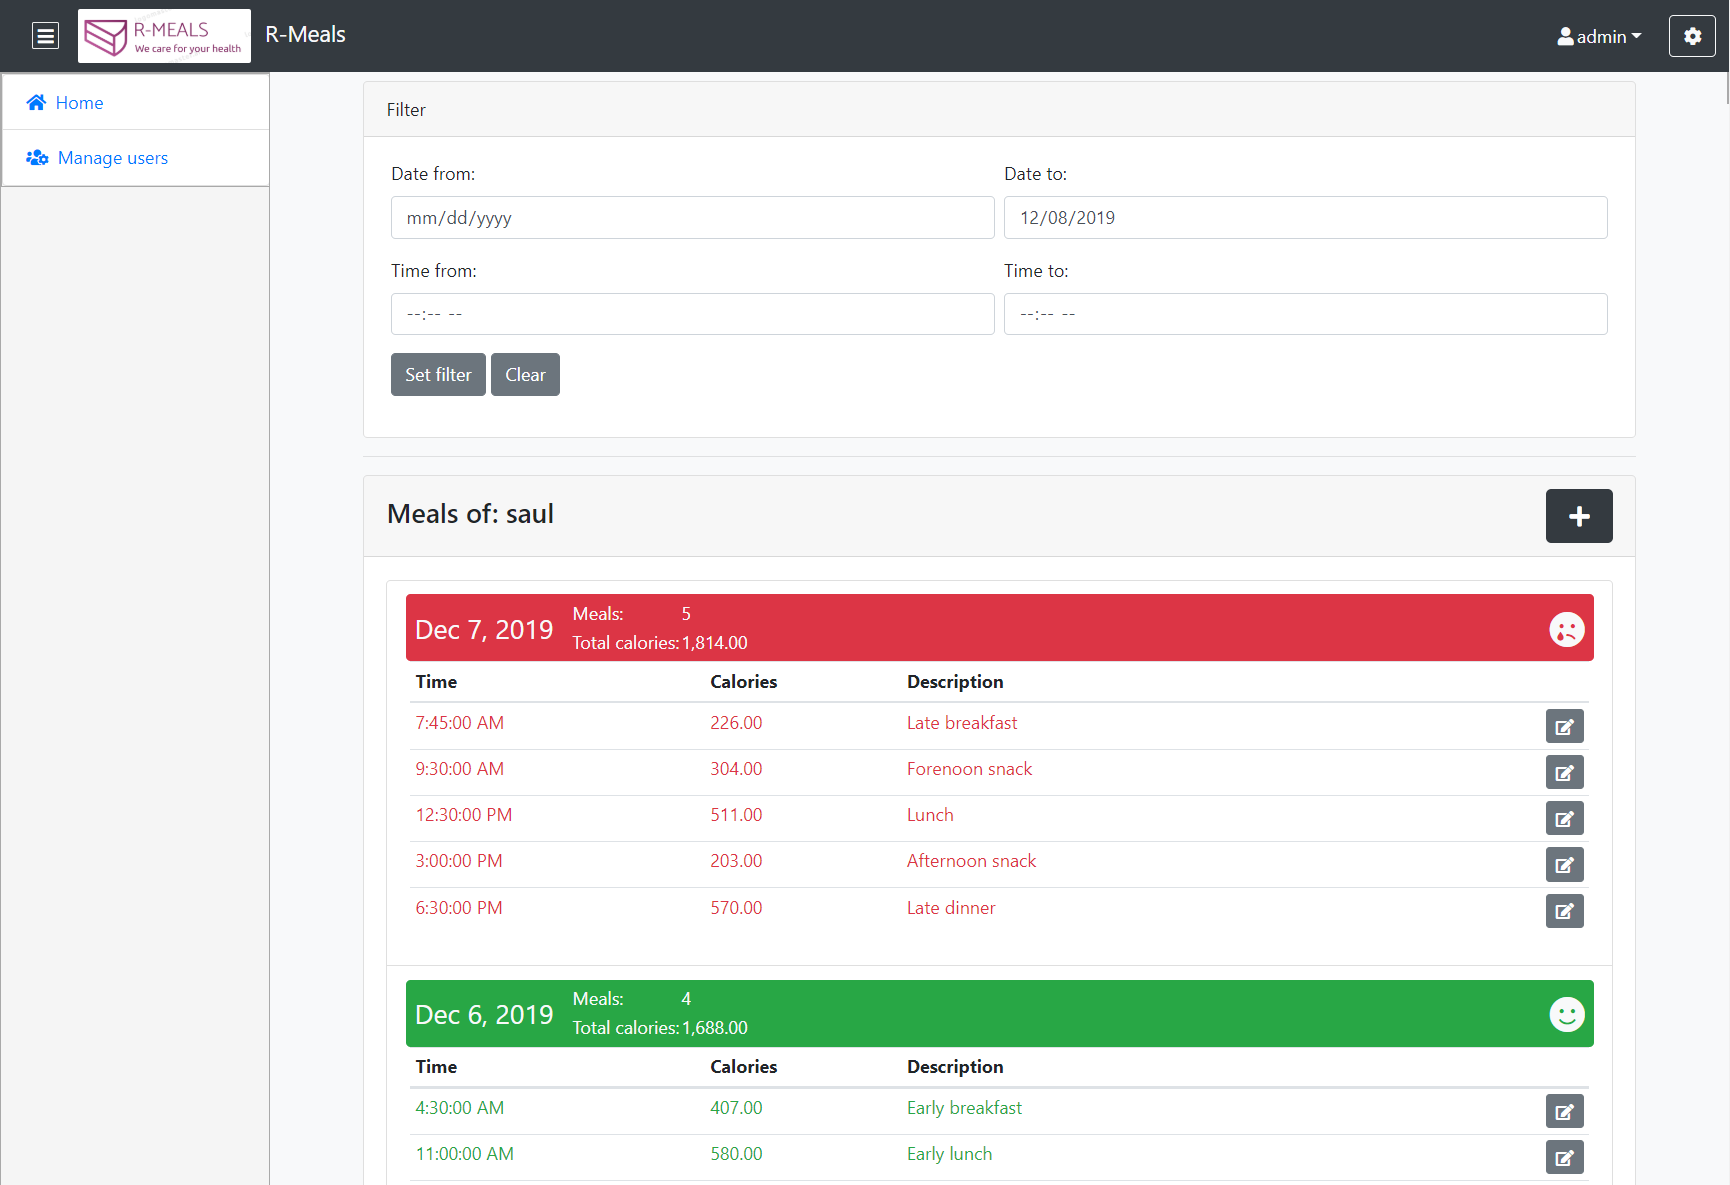 R-MEALS
We care for your health
R-Meals
admin
Home
Manage users
Filter
Date from:
Date to:
mm/dd/yyyy
12/08/2019
Time from:
Time to:
--:-- --
--:-- --
Set filter
Clear
Meals of: saul
Dec 7, 2019
Meals: 5
Total calories: 1,814.00
Time Calories Description
7:45:00 AM 226.00 Late breakfast
9:30:00 AM 304.00 Forenoon snack
12:30:00 PM 511.00 Lunch
3:00:00 PM 203.00 Afternoon snack
6:30:00 PM 570.00 Late dinner
Dec 6, 2019
Meals: 4
Total calories: 1,688.00
Time Calories Description
4:30:00 AM 407.00 Early breakfast
11:00:00 AM 580.00 Early lunch